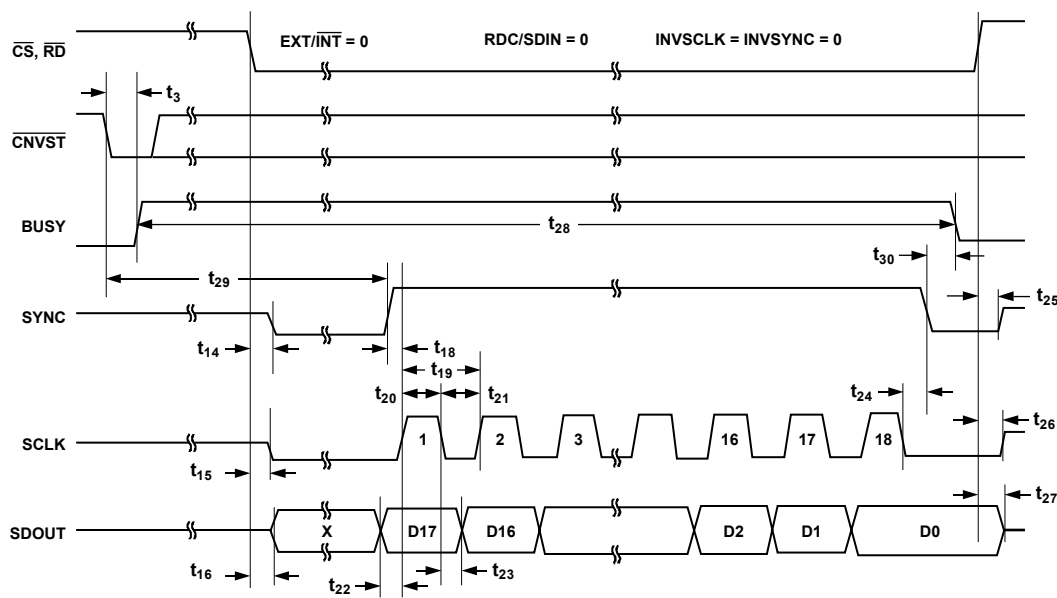 EXT/INT = 0 RDC/SDIN = 0 INVSCLK = INVSYNC = 0
CS, RD
t3
CNVST
BUSY
t28
t30
t29
t25
SYNC
t14
t18
t19
t20
t21
t24
t26
SCLK
1 2 3 16 17 18
t15
t27
SDOUT
X D17 D16 D2 D1 D0
t16
t22
t23